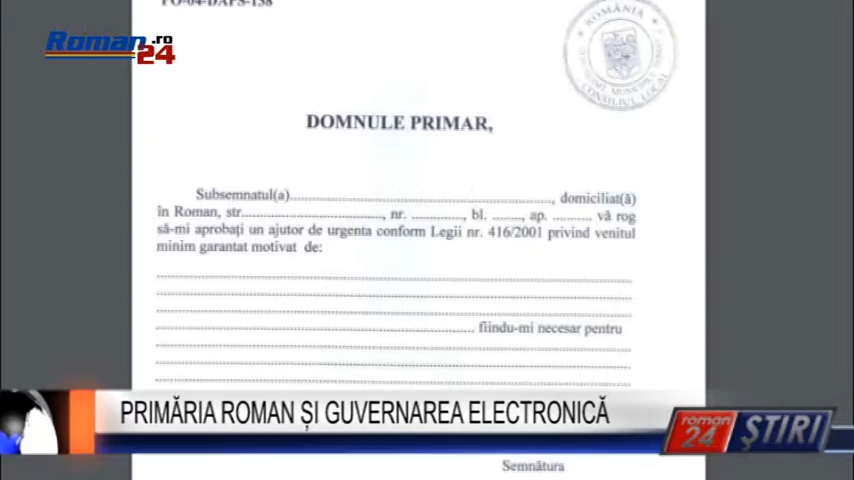 PO-04-DAPS-138
Roman.ro
24
ROMÂNIA
CONSILIUL LOCAL
DOMNULE PRIMAR,
Subsemnatul(a)............................................................................, domiciliat(ă)
în Roman, str........................................, nr. ..............., bl. ........, ap. ........... vă rog
să-mi aprobați un ajutor de urgenta conform Legii nr. 416/2001 privind venitul
minim garantat motivat de:
............................................................................................................................
............................................................................................................................
............................................................................................................................
.................................................................................. fiindu-mi necesar pentru
............................................................................................................................
............................................................................................................................
............................................................................................................................
PRIMĂRIA ROMAN ȘI GUVERNAREA ELECTRONICĂ
roman
24
ȘTIRI
Semnătura